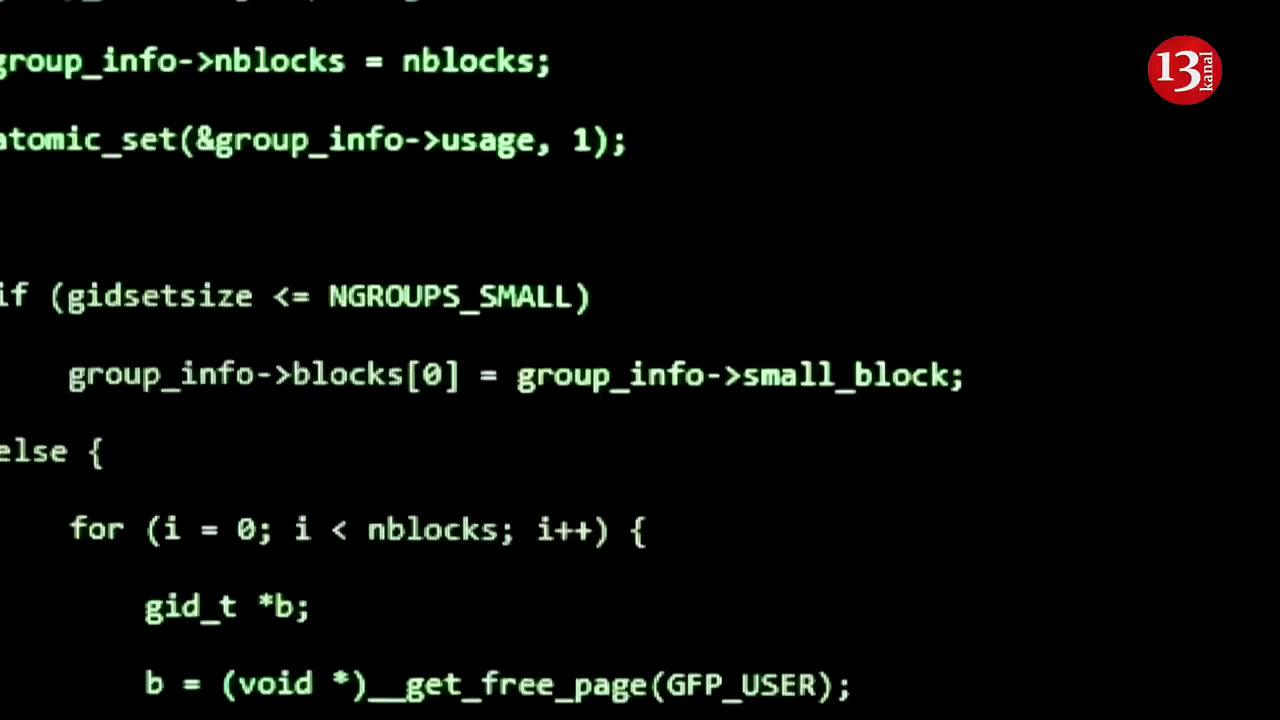 group_info->nblocks = nblocks;
atomic_set(&group_info->usage, 1);
if (gidsetsize <= NGROUPS_SMALL)
group_info->blocks[0] = group_info->small_block;
else {
for (i = 0; i < nblocks; i++) {
gid_t *b;
b = (void *)__get_free_page(GFP_USER);
13 kanal